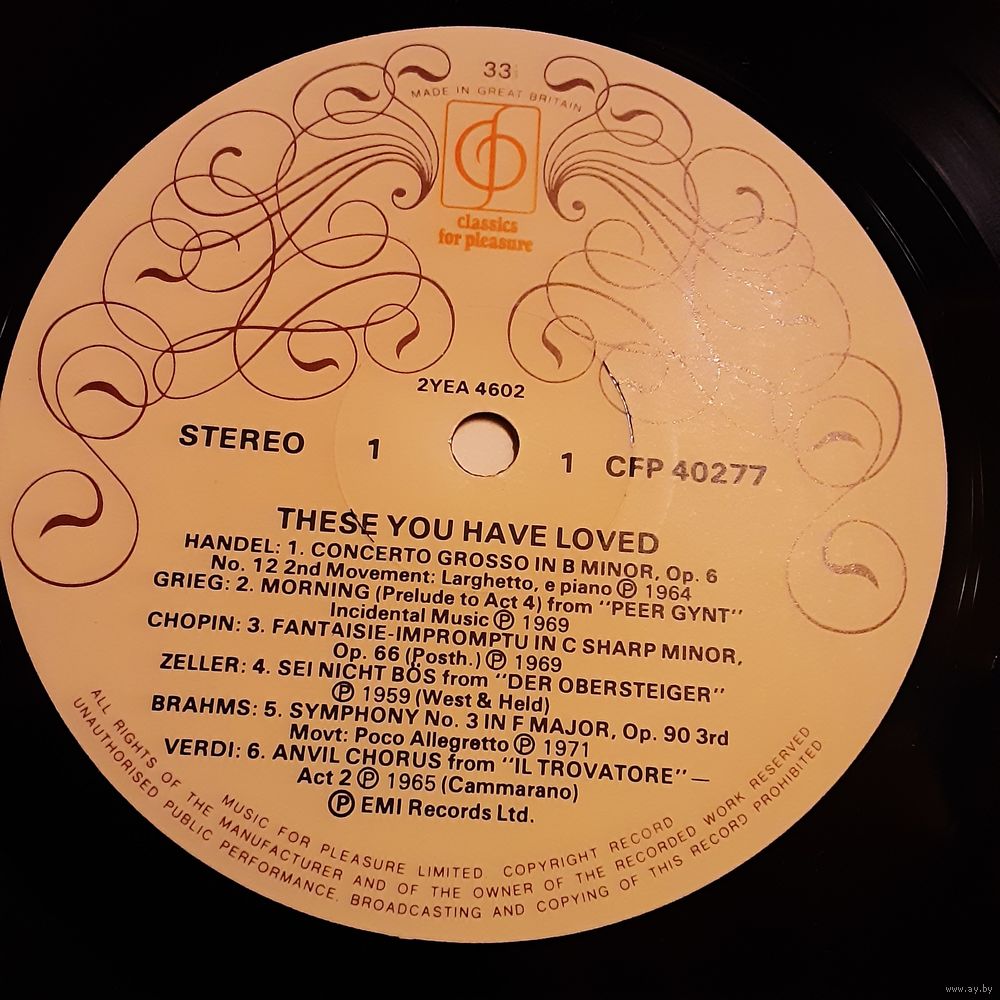 33
MADE IN GREAT BRITAIN
classics
for pleasure
2YEA 4602
STEREO 1 1 CFP 40277
THESE YOU HAVE LOVED
HANDEL: 1. CONCERTO GROSSO IN B MINOR, Op. 6
No. 12 2nd Movement: Larghetto, e piano Ⓟ 1964
GRIEG: 2. MORNING (Prelude to Act 4) from "PEER GYNT"
Incidental Music Ⓟ 1969
CHOPIN: 3. FANTAISIE-IMPROMPTU IN C SHARP MINOR,
Op. 66 (Posth.) Ⓟ 1969
ZELLER: 4. SEI NICHT BÖS from "DER OBERSTEIGER"
Ⓟ 1959 (West & Held)
BRAHMS: 5. SYMPHONY No. 3 IN F MAJOR, Op. 90 3rd
Movt: Poco Allegretto Ⓟ 1971
VERDI: 6. ANVIL CHORUS from "IL TROVATORE" —
Act 2 Ⓟ 1965 (Cammarano)
Ⓟ EMI Records Ltd.
MUSIC FOR PLEASURE LIMITED COPYRIGHT RECORD
ALL RIGHTS OF THE MANUFACTURER AND OF THE OWNER OF THE RECORDED WORK RESERVED
UNAUTHORISED PUBLIC PERFORMANCE, BROADCASTING AND COPYING OF THIS RECORD PROHIBITED
www.ay.by